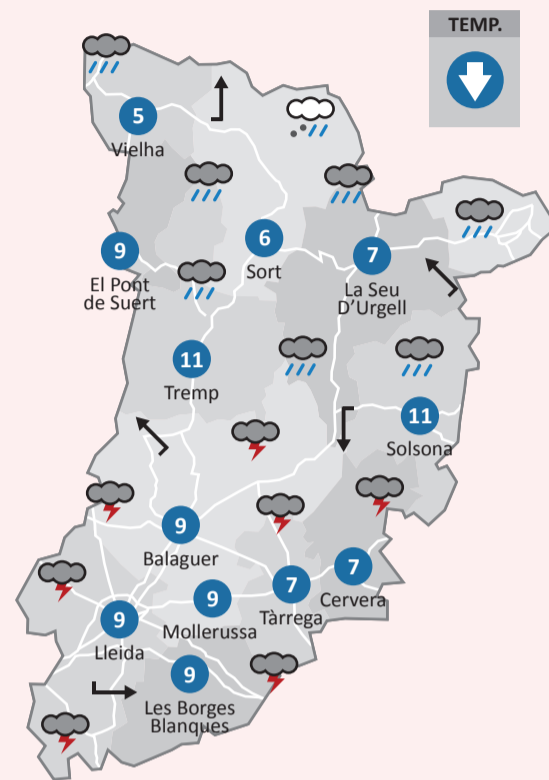 TEMP.
5
Vielha
9
El Pont
de Suert
6
Sort
7
La Seu
D'Urgell
11
Tremp
11
Solsona
9
Balaguer
9
Mollerussa
7
Tàrrega
7
Cervera
9
Lleida
9
Les Borges
Blanques